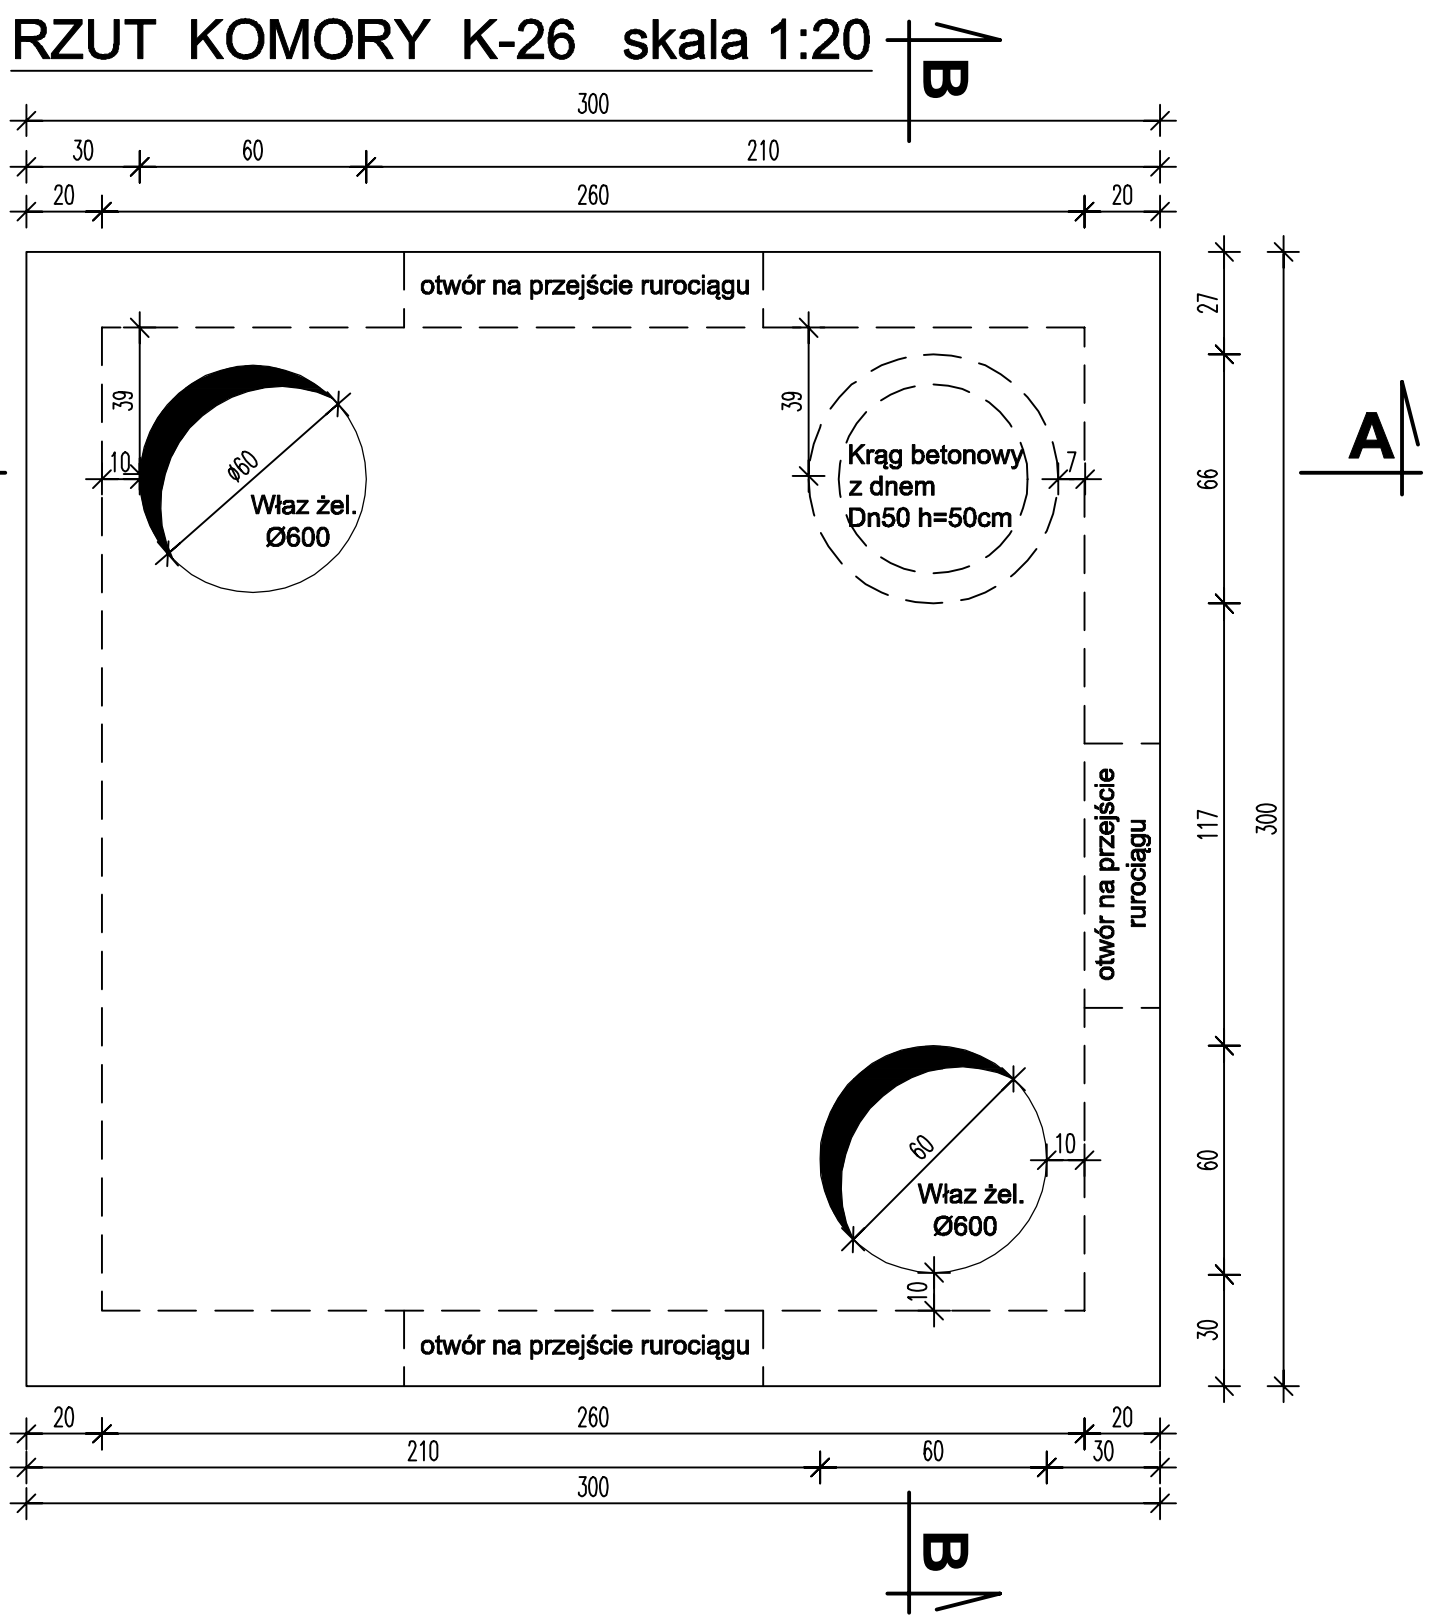 RZUT KOMORY K-26 skala 1:20
B
300
30 60 210
20 260 20
otwór na przejście rurociągu
27
39
39
10
ø60
Właz żel.
Ø600
Krąg betonowy
z dnem
Dn50 h=50cm
7
66
A
otwór na przejście
rurociągu
117
300
60
10
Właz żel.
Ø600
10
60
30
otwór na przejście rurociągu
20 260 20
210 60 30
300
B